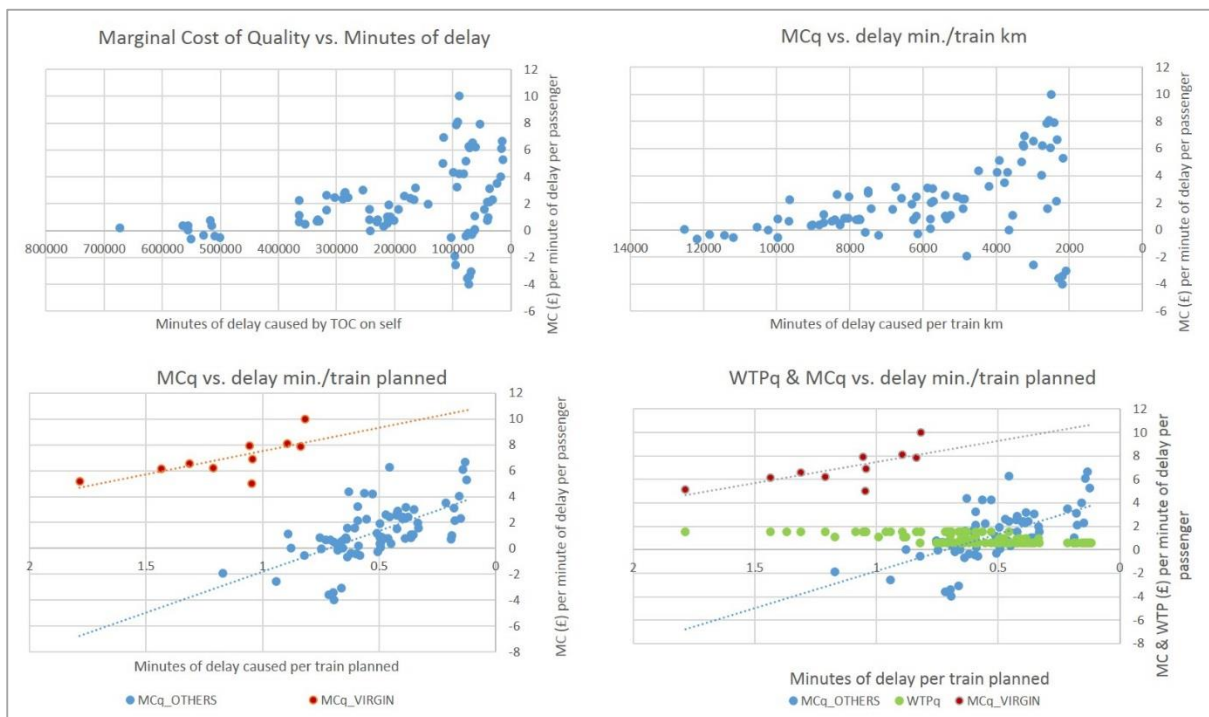 Marginal Cost of Quality vs. Minutes of delay
12
10
8
6
4
2
0
-2
-4
-6
800000 700000 600000 500000 400000 300000 200000 100000 0
Minutes of delay caused by TOC on self
MC (£) per minute of delay per passenger
MCq vs. delay min./train km
12
10
8
6
4
2
0
-2
-4
-6
14000 12000 10000 8000 6000 4000 2000 0
Minutes of delay caused per train km
MC (£) per minute of delay per passenger
MCq vs. delay min./train planned
12
10
8
6
4
2
0
-2
-4
-6
-8
2 1.5 1 0.5 0
Minutes of delay caused per train planned
MC (£) per minute of delay per passenger
MCq_OTHERS MCq_VIRGIN
WTPq & MCq vs. delay min./train planned
12
10
8
6
4
2
0
-2
-4
-6
-8
2 1.5 1 0.5 0
Minutes of delay per train planned
MC & WTP (£) per minute of delay per
passenger
MCq_OTHERS WTPq MCq_VIRGIN